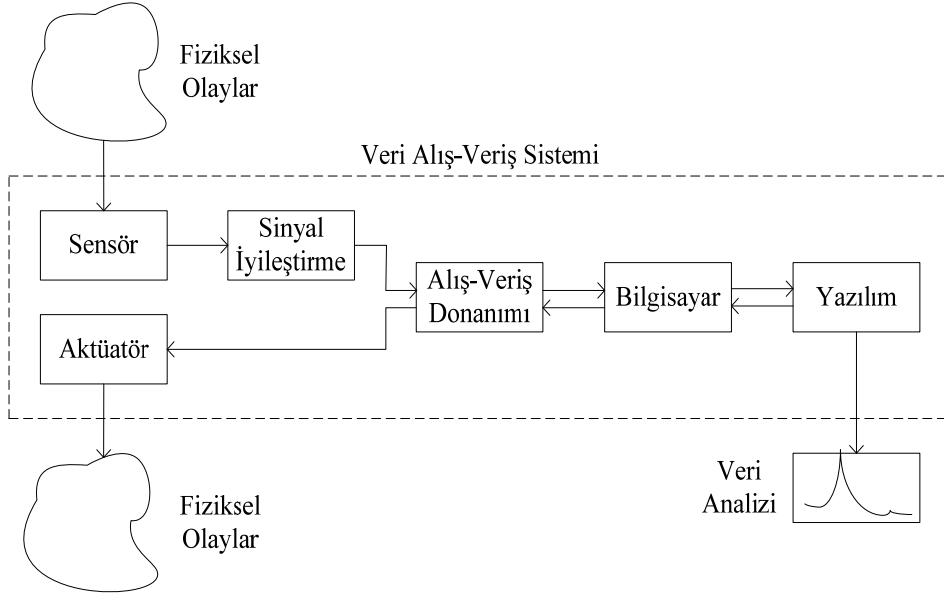 Fiziksel
Olaylar
Veri Alış-Veriş Sistemi
Sensör
Sinyal
İyileştirme
Alış-Veriş
Donanımı
Bilgisayar
Yazılım
Aktüatör
Fiziksel
Olaylar
Veri
Analizi